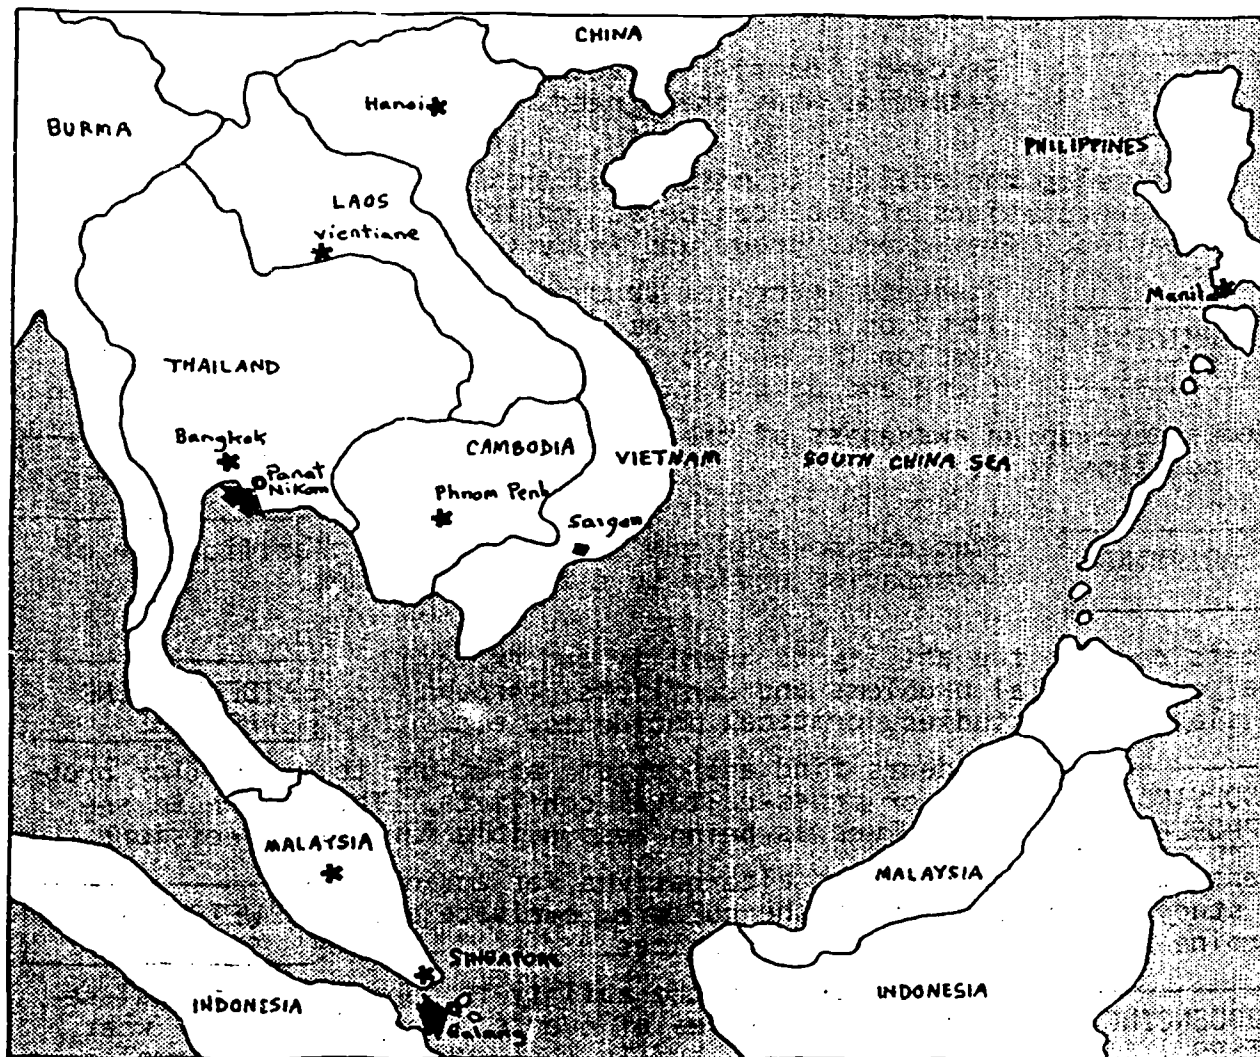 CHINA
Hanoi
BURMA
PHILIPPINES
LAOS
Vientiane
Manila
THAILAND
Bangkok
CAMBODIA
VIETNAM
SOUTH CHINA SEA
Panat
Nikom
Phnom Penh
Saigon
MALAYSIA
MALAYSIA
SINGAPORE
INDONESIA
INDONESIA
Galang